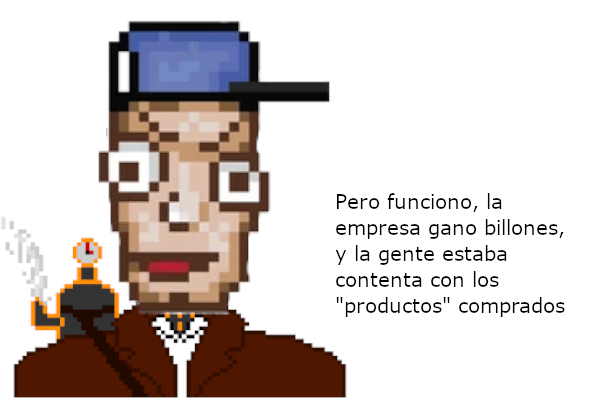 Pero funciono, la
empresa gano billones,
y la gente estaba
contenta con los
"productos" comprados